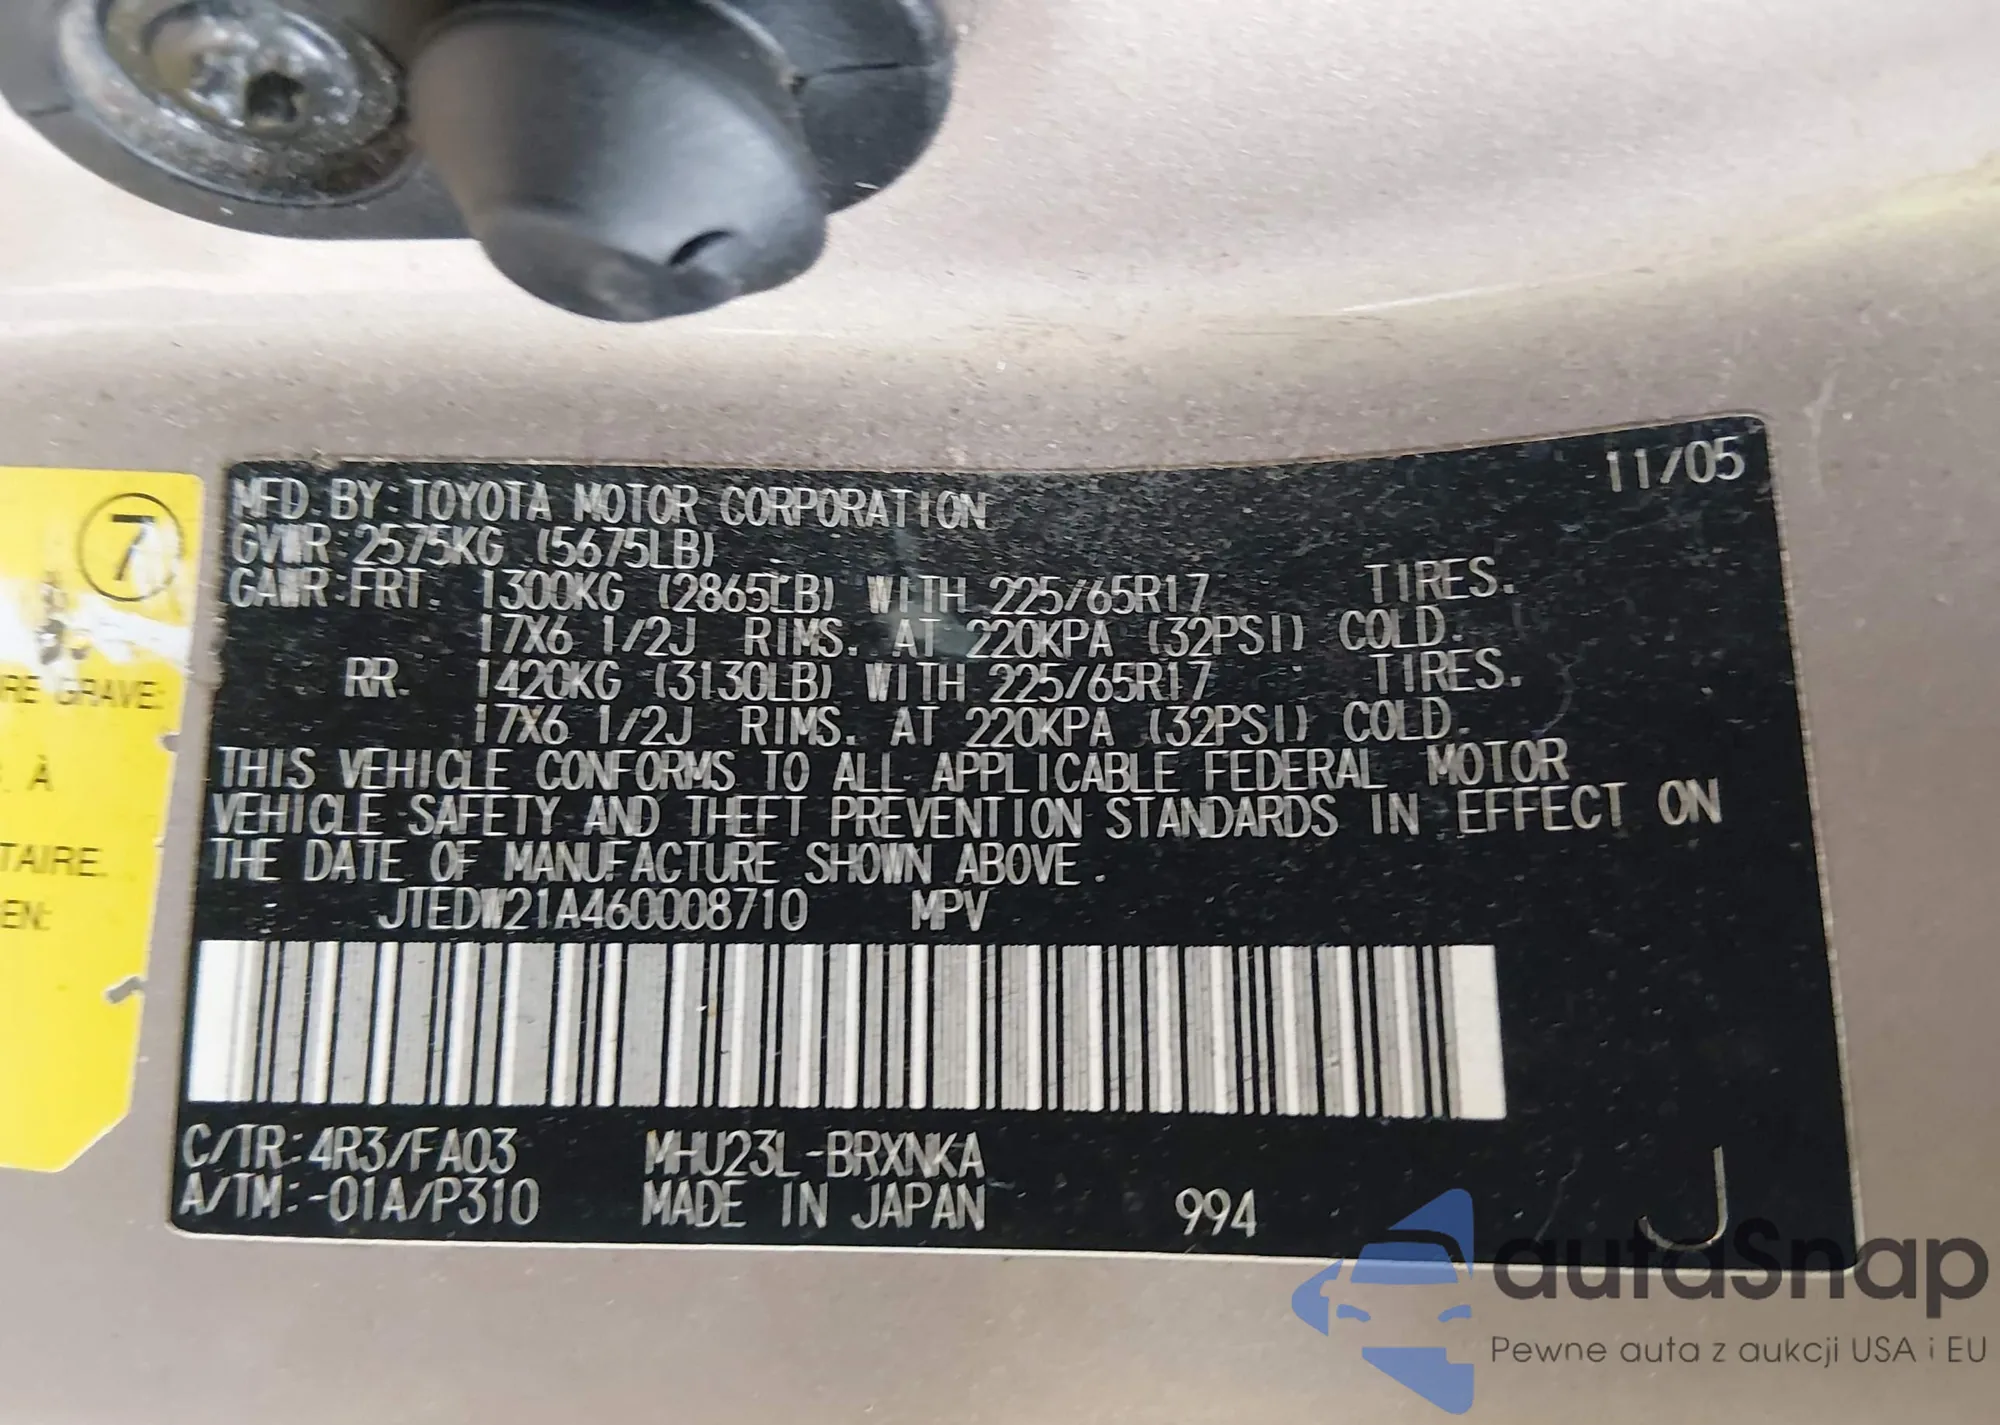 11/05
MFD. BY: TOYOTA MOTOR CORPORATION
GVWR: 2575KG (5675LB)
GAWR: FRT. 1300KG (2865LB) WITH 225/65R17 TIRES.
17X6 1/2J RIMS. AT 220KPA (32PSI) COLD.
RR. 1420KG (3130LB) WITH 225/65R17 TIRES.
17X6 1/2J RIMS. AT 220KPA (32PSI) COLD.
THIS VEHICLE CONFORMS TO ALL APPLICABLE FEDERAL MOTOR
VEHICLE SAFETY AND THEFT PREVENTION STANDARDS IN EFFECT ON
THE DATE OF MANUFACTURE SHOWN ABOVE.
JTEDW21A460008710 MPV
C/TR: 4R3/FA03 MHU23L-BRXNKA
A/TM: -01A/P310 MADE IN JAPAN 994 J
7
RE GRAVE:
À
TAIRE.
EN:
autaSnap
Pewne auta z aukcji USA i EU